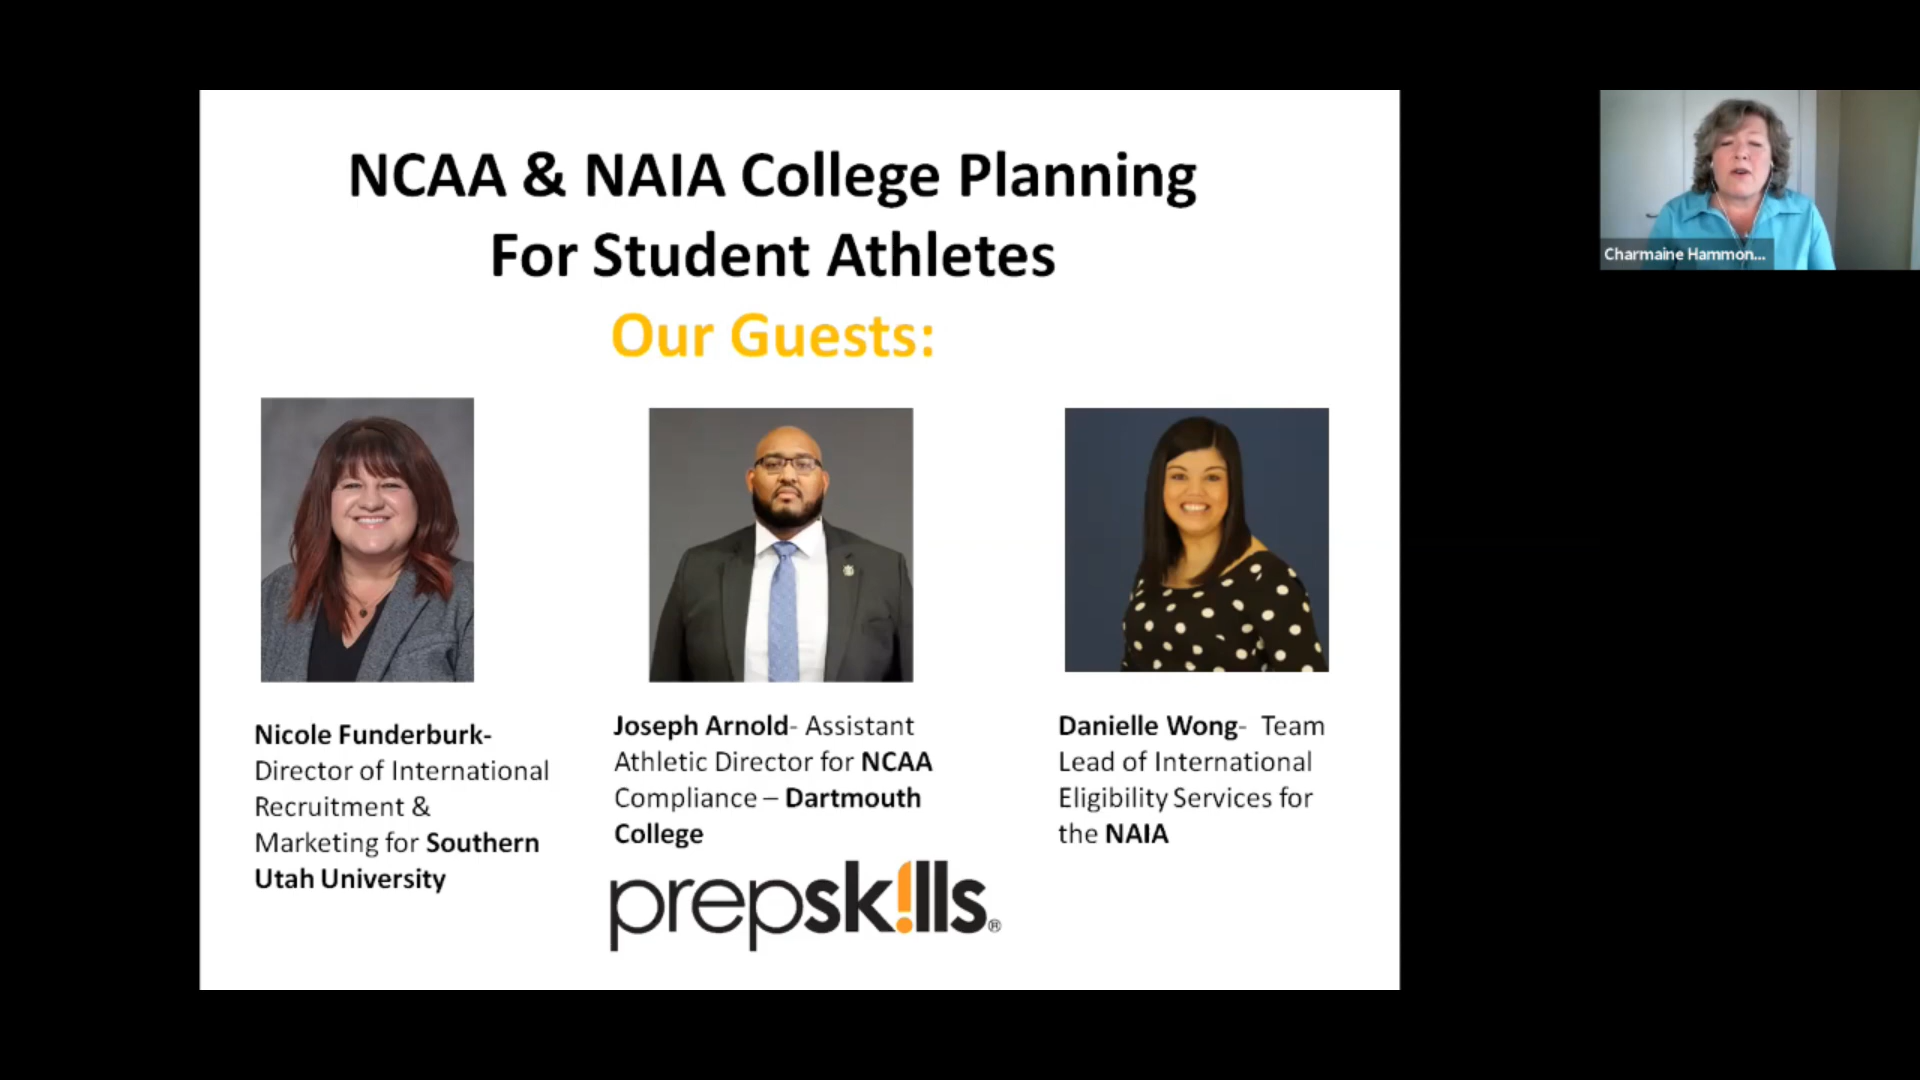 NCAA & NAIA College Planning
For Student Athletes
Our Guests:
Nicole Funderburk-
Director of International
Recruitment &
Marketing for Southern
Utah University
Joseph Arnold- Assistant
Athletic Director for NCAA
Compliance – Dartmouth
College
Danielle Wong- Team
Lead of International
Eligibility Services for
the NAIA
prepsk!lls®
Charmaine Hammon...